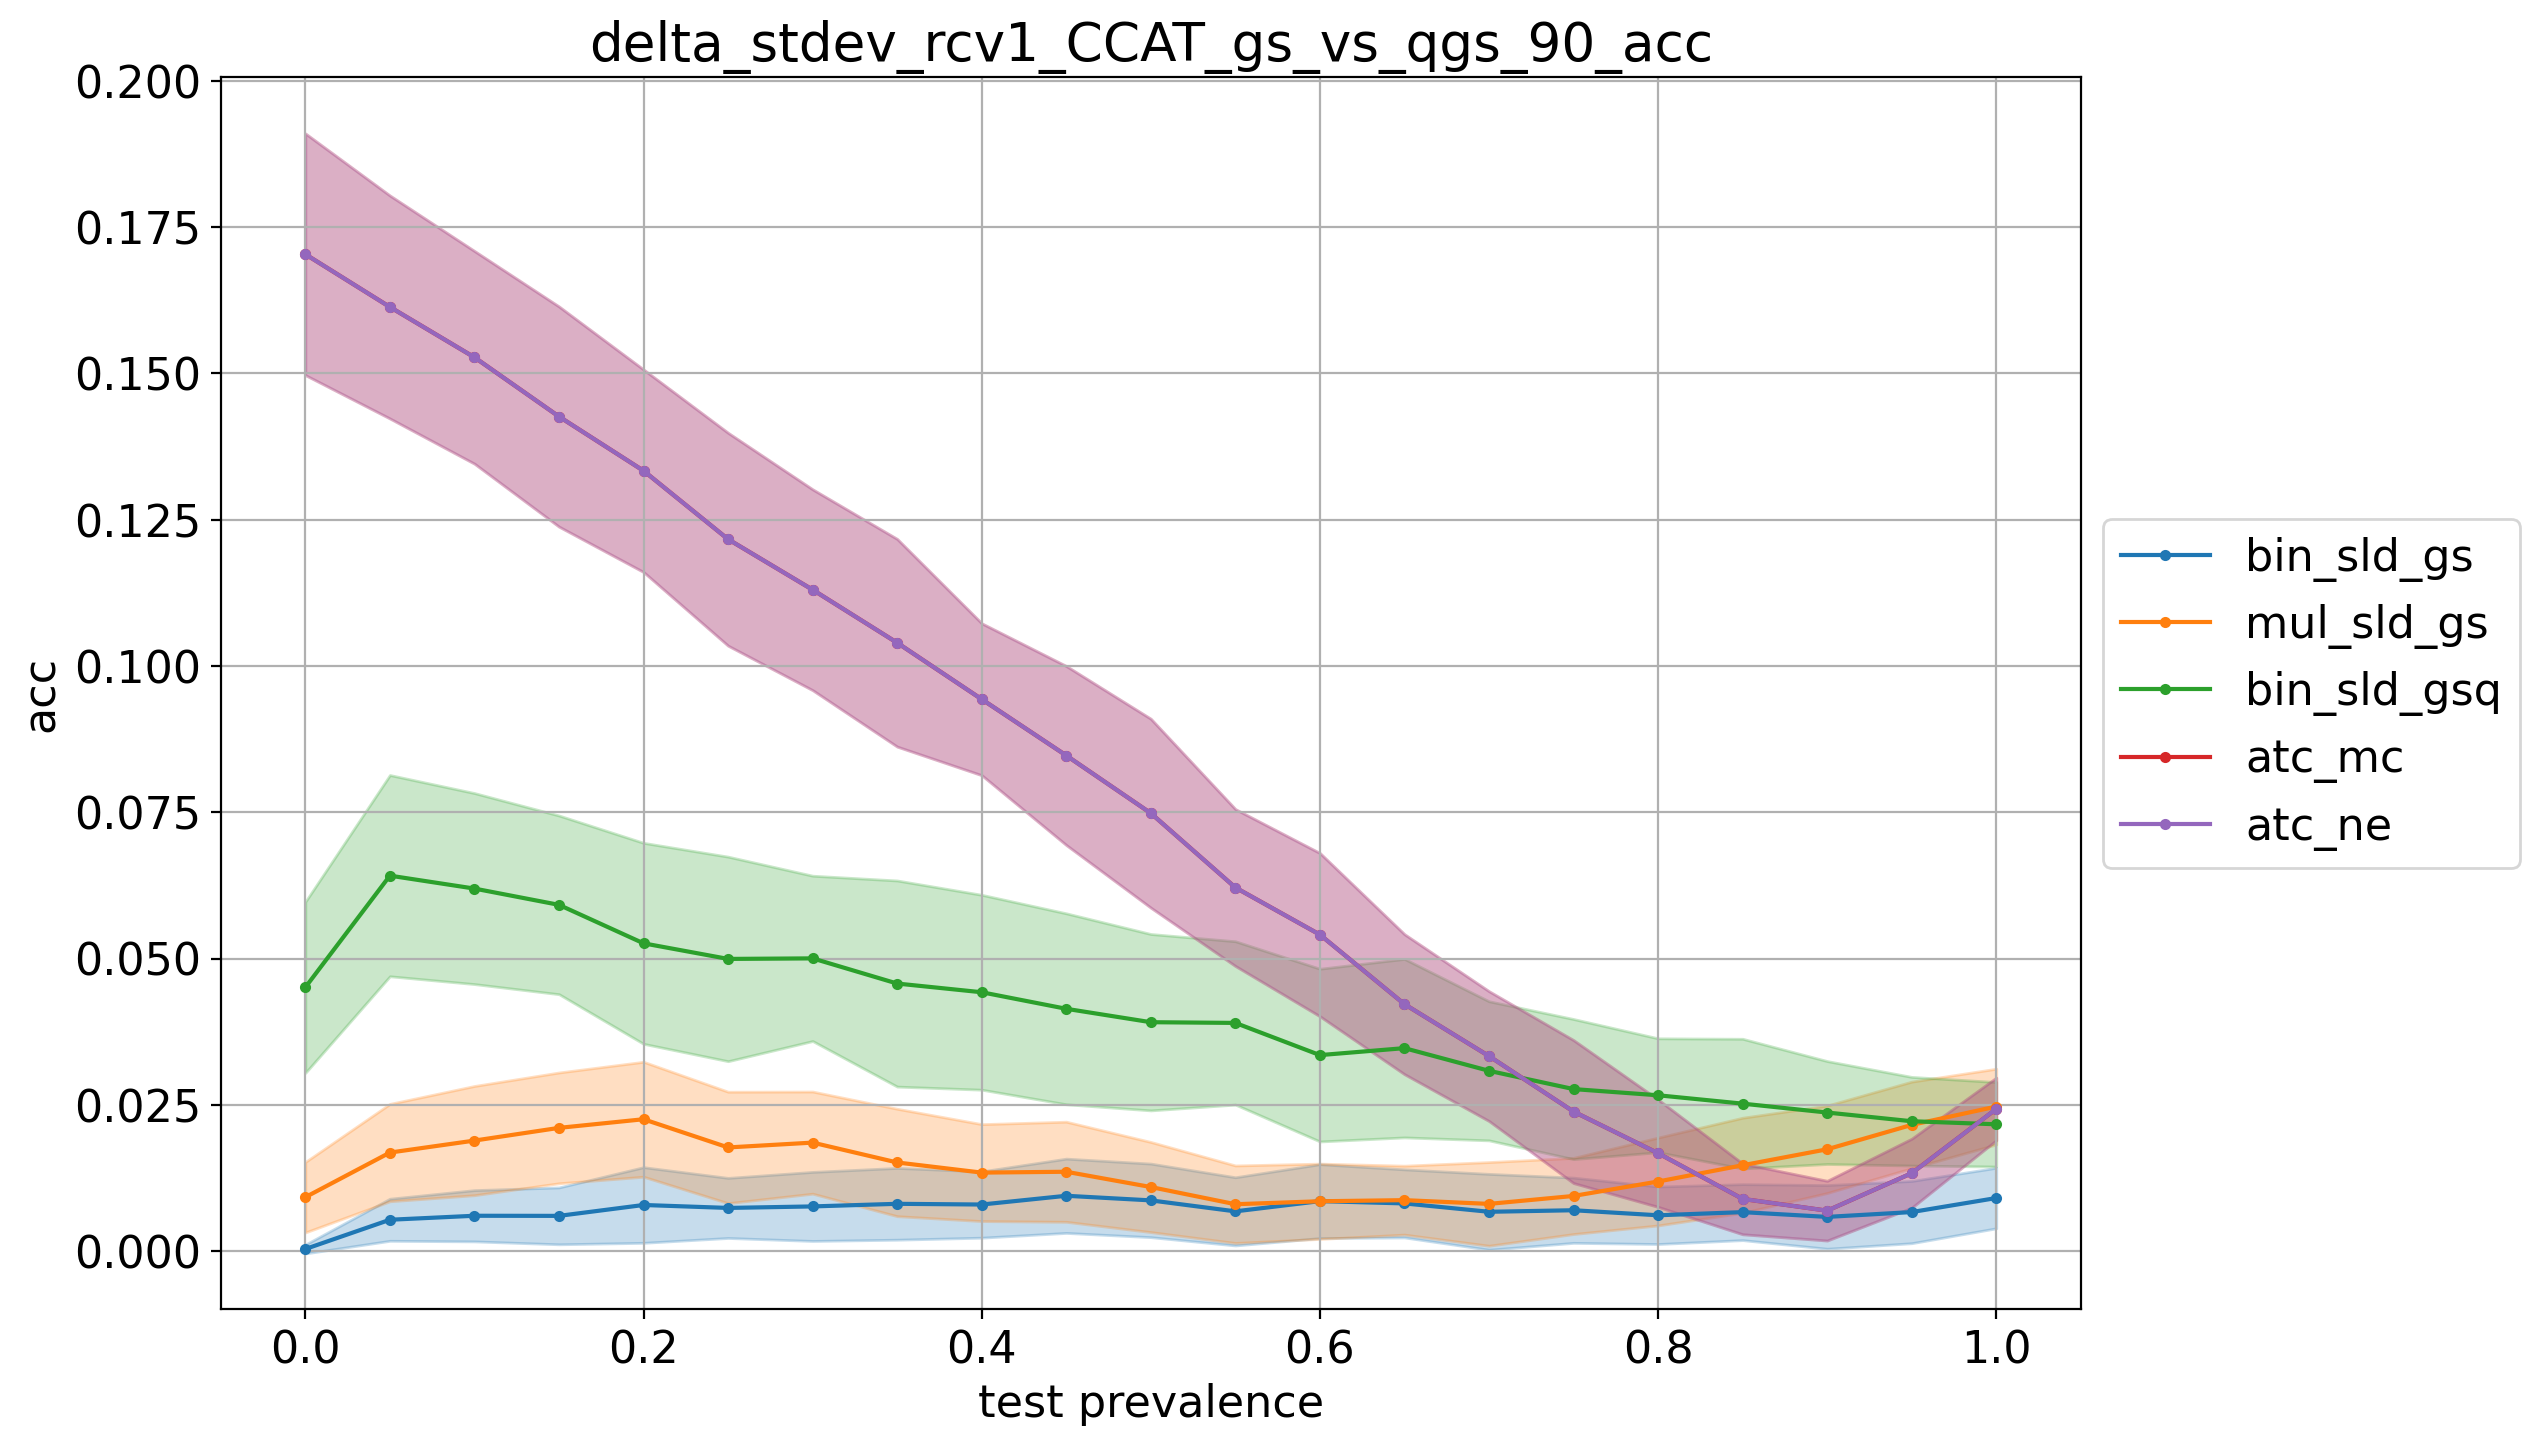 delta_stdev_rcv1_CCAT_gs_vs_qgs_90_acc
0.200
0.175
0.150
0.125
0.100
0.075
0.050
0.025
0.000
acc
0.0 0.2 0.4 0.6 0.8 1.0
test prevalence
bin_sld_gs
mul_sld_gs
bin_sld_gsq
atc_mc
atc_ne